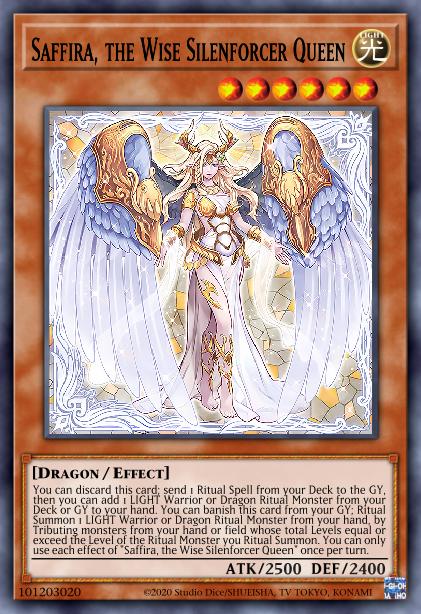 Saffira, the Wise Silenforcer Queen
LIGHT
光
[Dragon / Effect]
You can discard this card; send 1 Ritual Spell from your Deck to the GY,
then you can add 1 LIGHT Warrior or Dragon Ritual Monster from your
Deck or GY to your hand. You can banish this card from your GY; Ritual
Summon 1 LIGHT Warrior or Dragon Ritual Monster from your hand, by
Tributing monsters from your hand or field whose total Levels equal or
exceed the Level of the Ritual Monster you Ritual Summon. You can only
use each effect of "Saffira, the Wise Silenforcer Queen" once per turn.
ATK/2500 DEF/2400
101203020
©2020 Studio Dice/SHUEISHA, TV TOKYO, KONAMI